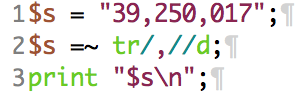 1$s = "39,250,017";¶
2$s =~ tr/,//d;¶
3print "$s\n";¶